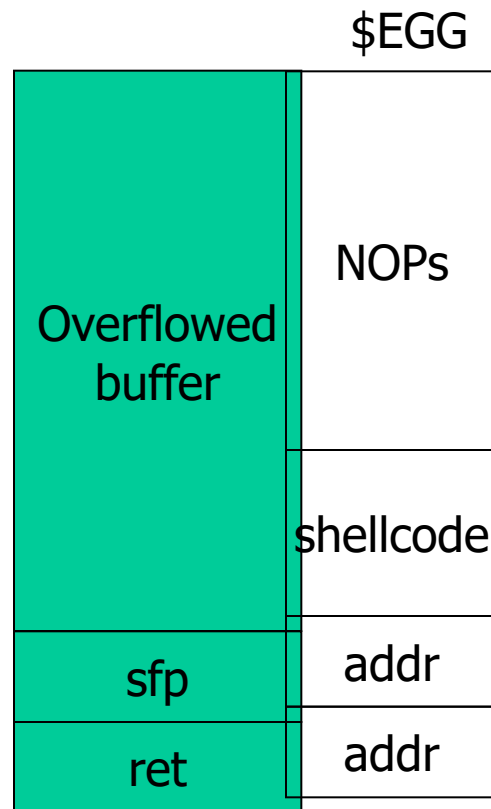 $EGG
NOPs
Overflowed
buffer
shellcode
addr
sfp
addr
ret